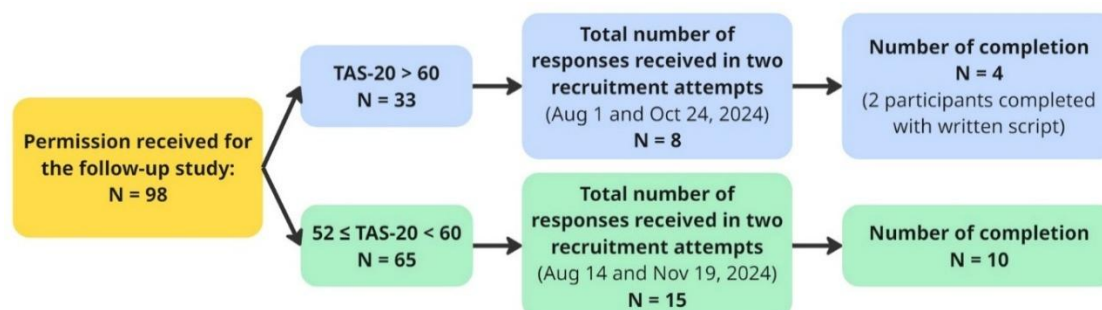 Permission received for
the follow-up study:
N = 98
TAS-20 > 60
N = 33
Total number of
responses received in two
recruitment attempts
(Aug 1 and Oct 24, 2024)
N = 8
Number of completion
N = 4
(2 participants completed
with written script)
52 ≤ TAS-20 < 60
N = 65
Total number of
responses received in two
recruitment attempts
(Aug 14 and Nov 19, 2024)
N = 15
Number of completion
N = 10